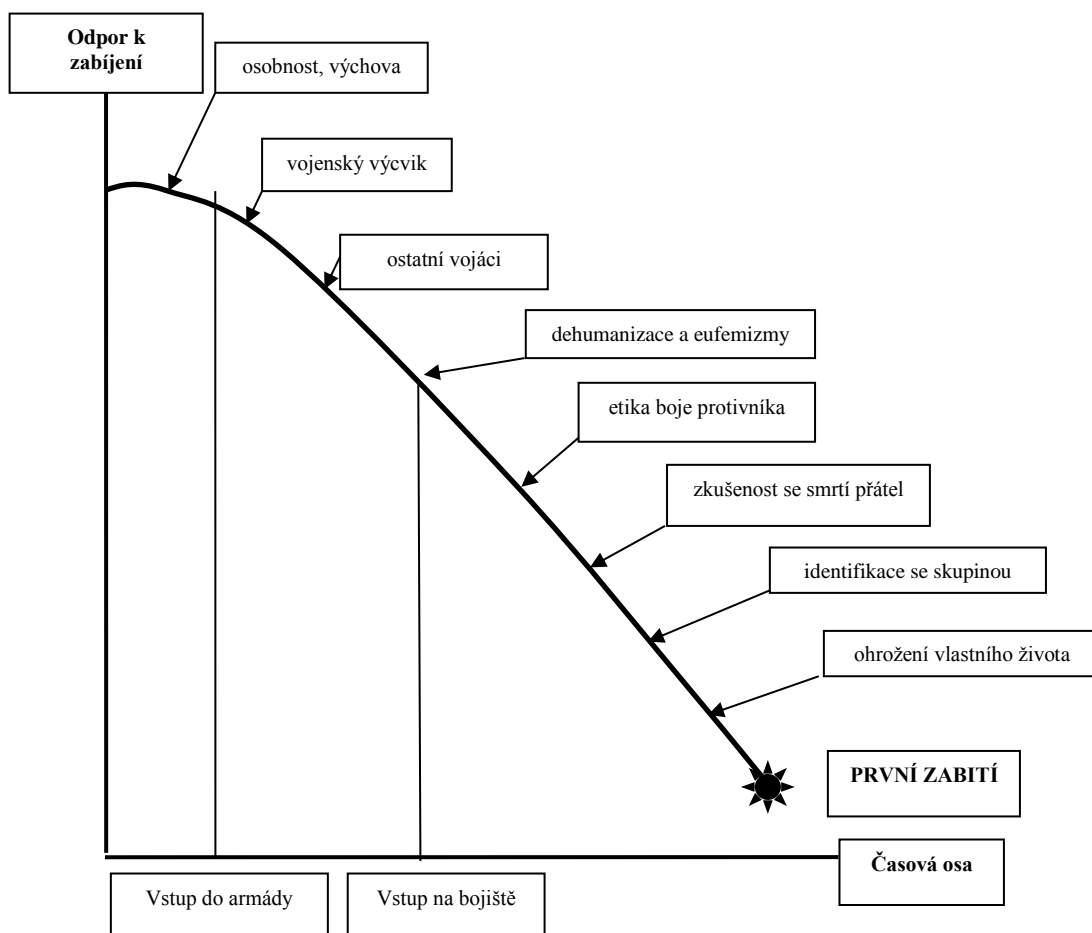 Odpor k
zabíjení
osobnost, výchova
vojenský výcvik
ostatní vojáci
dehumanizace a eufemizmy
etika boje protivníka
zkušenost se smrtí přátel
identifikace se skupinou
ohrožení vlastního života
PRVNÍ ZABITÍ
Časová osa
Vstup do armády
Vstup na bojiště